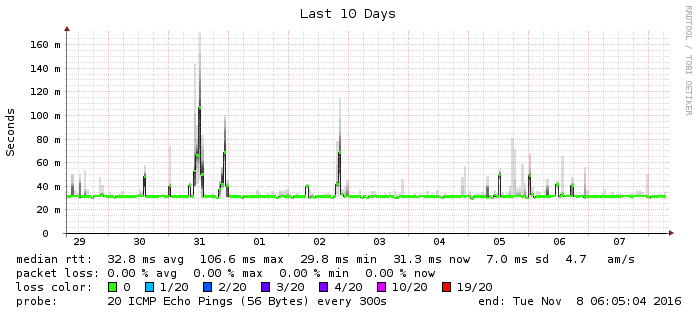 Last 10 Days
RRDTOOL / TOBI OETIKER
Seconds
160 m
140 m
120 m
100 m
80 m
60 m
40 m
20 m
0
29 30 31 01 02 03 04 05 06 07
median rtt: 32.8 ms avg 106.6 ms max 29.8 ms min 31.3 ms now 7.0 ms sd 4.7 am/s
packet loss: 0.00 % avg 0.00 % max 0.00 % min 0.00 % now
loss color: 0 1/20 2/20 3/20 4/20 10/20 19/20
probe: 20 ICMP Echo Pings (56 Bytes) every 300s end: Tue Nov 8 06:05:04 2016